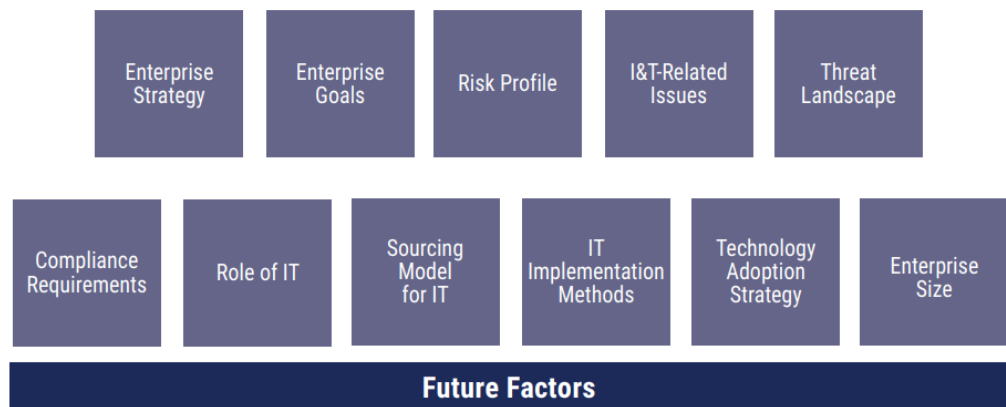 Enterprise
Strategy
Enterprise
Goals
Risk Profile
I&T-Related
Issues
Threat
Landscape
Compliance
Requirements
Role of IT
Sourcing
Model
for IT
IT
Implementation
Methods
Technology
Adoption
Strategy
Enterprise
Size
Future Factors